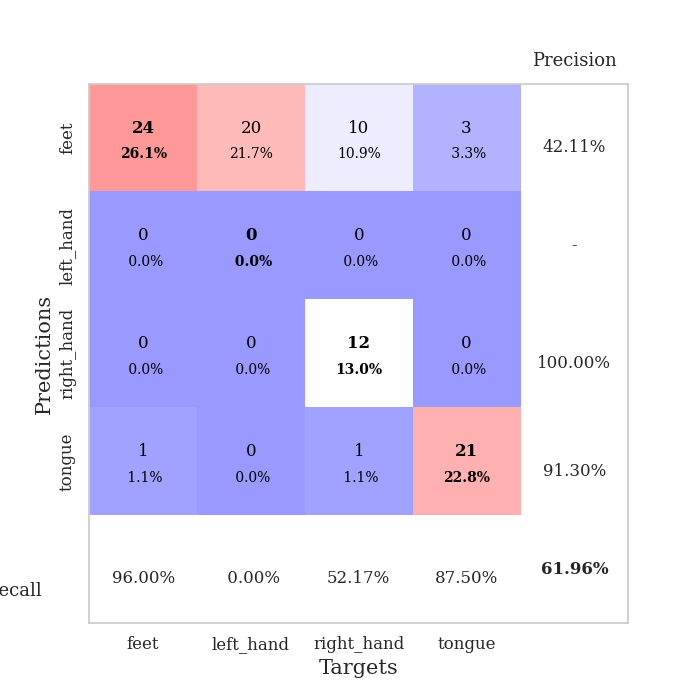 Precision
feet 24 20 10 3 42.11%
26.1% 21.7% 10.9% 3.3%
left_hand 0 0 0 0 -
0.0% 0.0% 0.0% 0.0%
Predictions
right_hand 0 0 12 0 100.00%
0.0% 0.0% 13.0% 0.0%
tongue 1 0 1 21 91.30%
1.1% 0.0% 1.1% 22.8%
ecall 96.00% 0.00% 52.17% 87.50% 61.96%
feet left_hand right_hand tongue
Targets